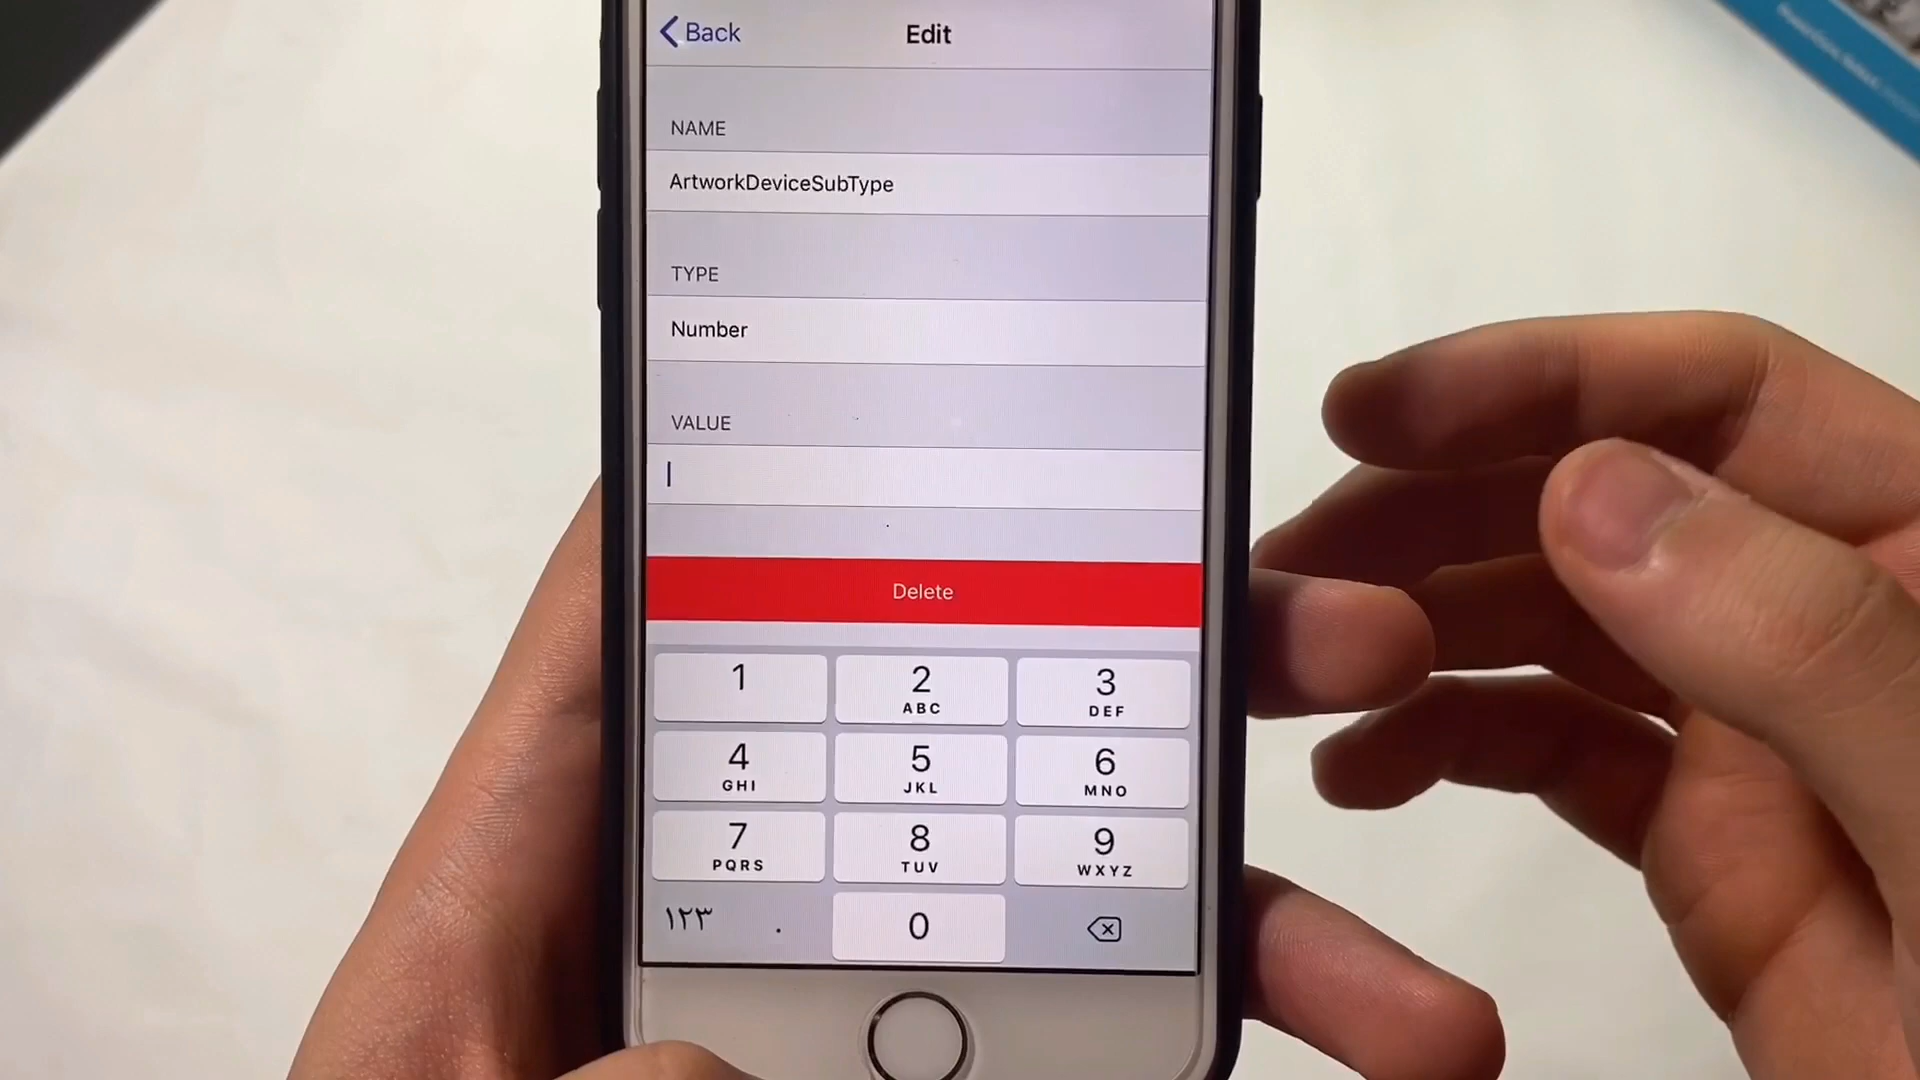 Back
Edit
NAME
ArtworkDeviceSubType
TYPE
Number
VALUE
Delete
1
2
ABC
3
DEF
4
GHI
5
JKL
6
MNO
7
PQRS
8
TUV
9
WXYZ
١٢٣
.
0